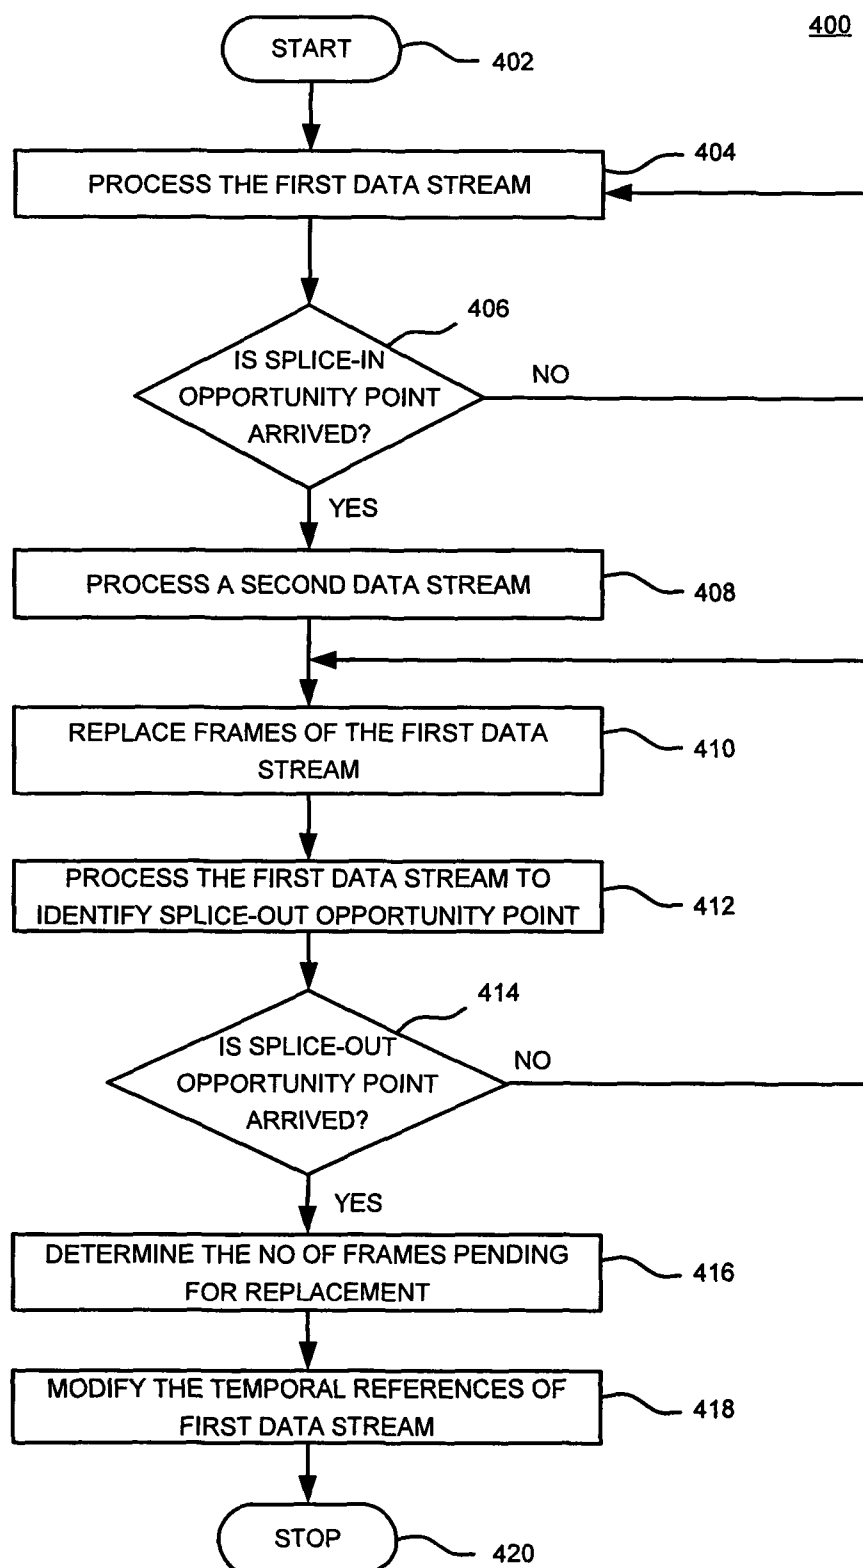 400
START
402
404
PROCESS THE FIRST DATA STREAM
406
IS SPLICE-IN
OPPORTUNITY POINT
ARRIVED?
NO
YES
PROCESS A SECOND DATA STREAM
408
REPLACE FRAMES OF THE FIRST DATA
STREAM
410
PROCESS THE FIRST DATA STREAM TO
IDENTIFY SPLICE-OUT OPPORTUNITY POINT
412
414
IS SPLICE-OUT
OPPORTUNITY POINT
ARRIVED?
NO
YES
DETERMINE THE NO OF FRAMES PENDING
FOR REPLACEMENT
416
MODIFY THE TEMPORAL REFERENCES OF
FIRST DATA STREAM
418
STOP
420